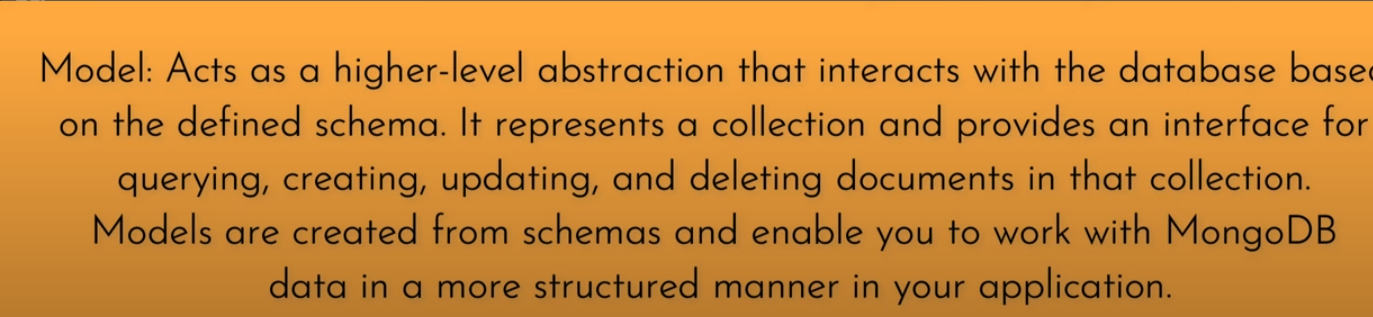 Model: Acts as a higher-level abstraction that interacts with the database based
on the defined schema. It represents a collection and provides an interface for
querying, creating, updating, and deleting documents in that collection.
Models are created from schemas and enable you to work with MongoDB
data in a more structured manner in your application.